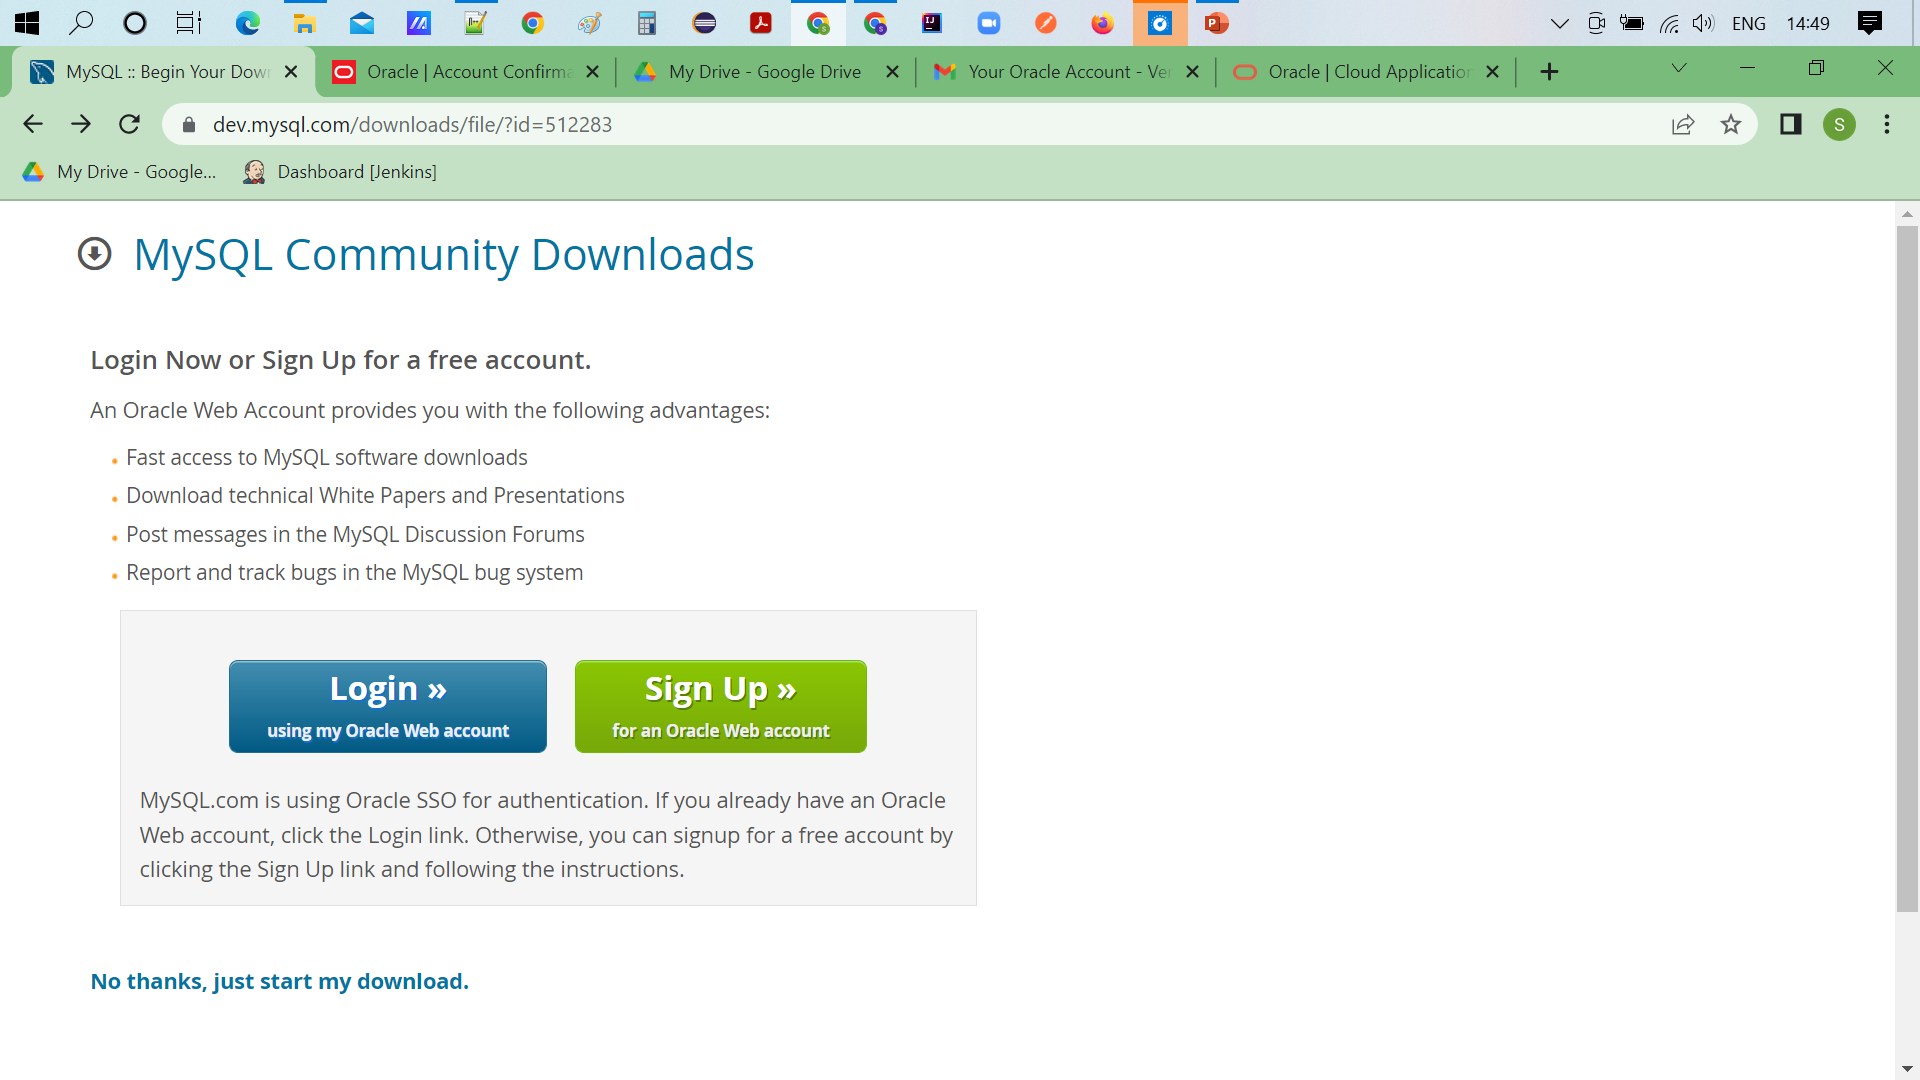 ENG 14:49
MySQL :: Begin Your Dow
Oracle | Account Confirma
My Drive - Google Drive
Your Oracle Account - Ver
Oracle | Cloud Application
dev.mysql.com/downloads/file/?id=512283
S
My Drive - Google...
Dashboard [Jenkins]
MySQL Community Downloads
Login Now or Sign Up for a free account.
An Oracle Web Account provides you with the following advantages:
Fast access to MySQL software downloads
Download technical White Papers and Presentations
Post messages in the MySQL Discussion Forums
Report and track bugs in the MySQL bug system
Login »
using my Oracle Web account
Sign Up »
for an Oracle Web account
MySQL.com is using Oracle SSO for authentication. If you already have an Oracle
Web account, click the Login link. Otherwise, you can signup for a free account by
clicking the Sign Up link and following the instructions.
No thanks, just start my download.